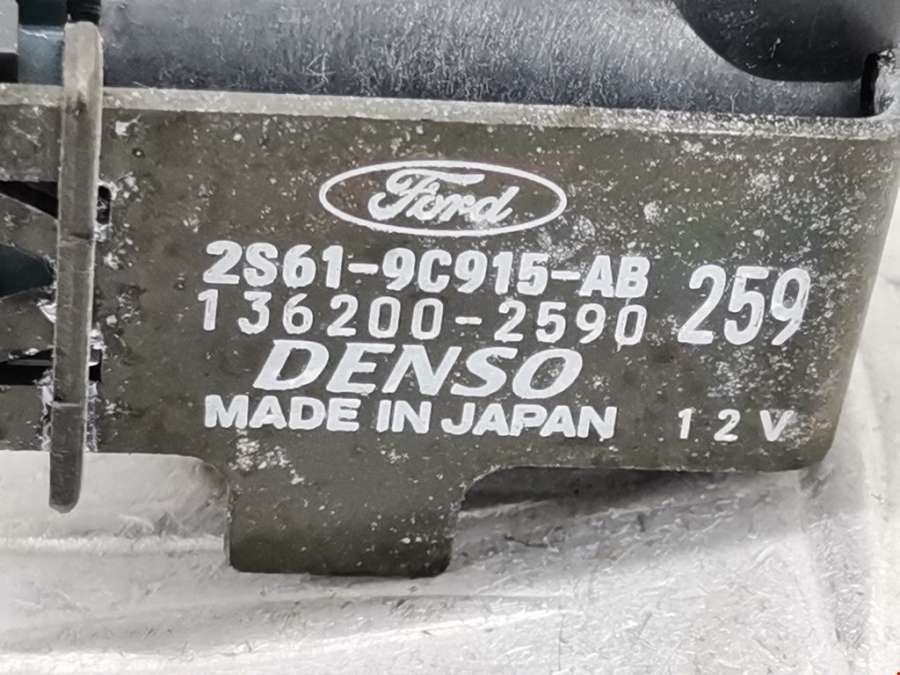 Ford
2S61-9C915-AB
136200-2590 259
DENSO
MADE IN JAPAN 12V